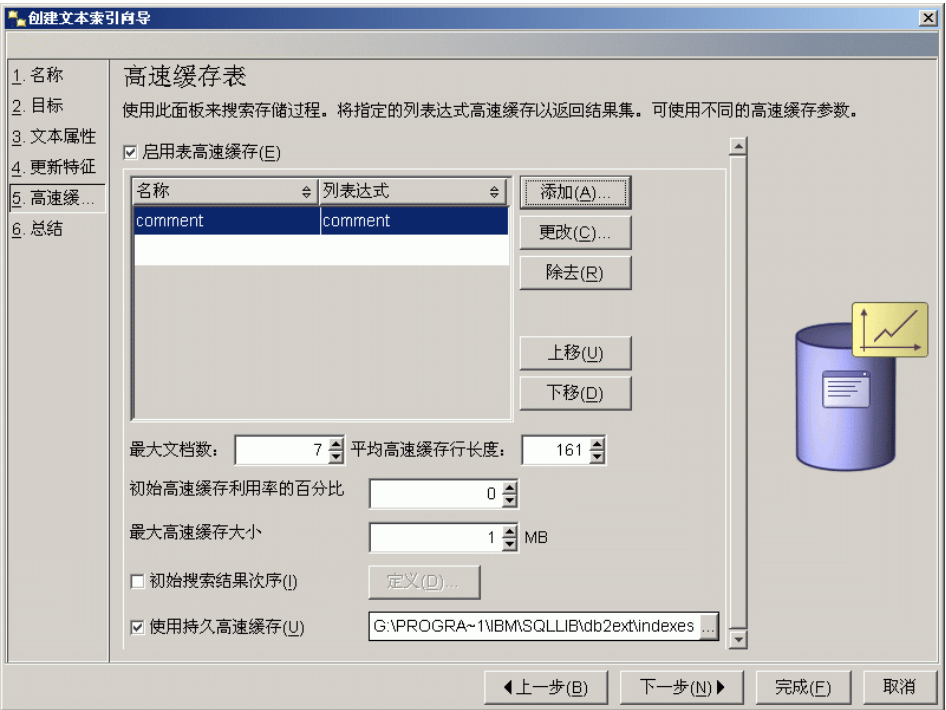 创建文本索引向导
1. 名称
2. 目标
3. 文本属性
4. 更新特征
5. 高速缓...
6. 总结
高速缓存表
使用此面板来搜索存储过程。将指定的列表达式高速缓存以返回结果集。可使用不同的高速缓存参数。
启用表高速缓存(E)
名称 列表达式
comment comment
添加(A)...
更改(C)...
除去(R)
上移(U)
下移(D)
最大文档数： 7 平均高速缓存行长度： 161
初始高速缓存利用率的百分比 0
最大高速缓存大小 1 MB
初始搜索结果次序(I) 定义(D)...
使用持久高速缓存(U) G:\PROGRA~1\IBM\SQLLIB\db2ext\indexes ...
上一步(B) 下一步(N) 完成(F) 取消